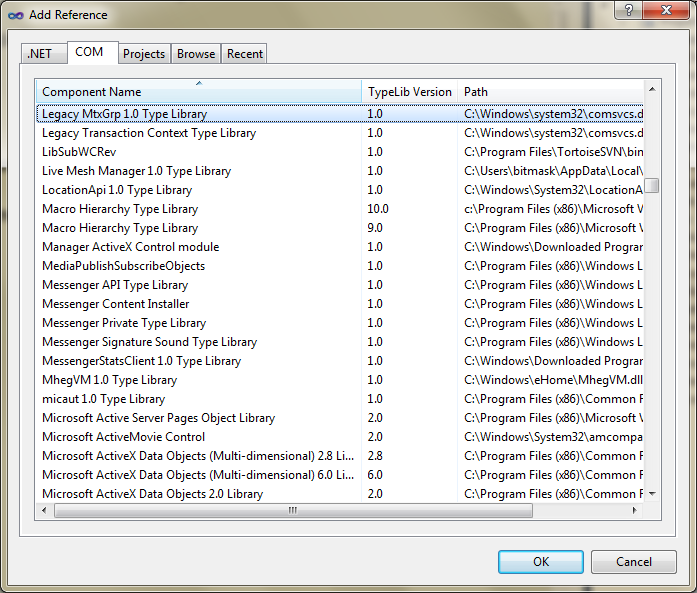 Add Reference
.NET COM Projects Browse Recent
Component Name TypeLib Version Path
Legacy MtxGrp 1.0 Type Library 1.0 C:\Windows\system32\comsvcs.d
Legacy Transaction Context Type Library 1.0 C:\Windows\system32\comsvcs.d
LibSubWCRev 1.0 C:\Program Files\TortoiseSVN\bin
Live Mesh Manager 1.0 Type Library 1.0 C:\Users\bitmask\AppData\Local\
LocationApi 1.0 Type Library 1.0 C:\Windows\System32\LocationA
Macro Hierarchy Type Library 10.0 c:\Program Files (x86)\Microsoft V
Macro Hierarchy Type Library 9.0 C:\Program Files (x86)\Microsoft V
Manager ActiveX Control module 1.0 C:\Windows\Downloaded Prograr
MediaPublishSubscribeObjects 1.0 C:\Program Files (x86)\Windows L
Messenger API Type Library 1.0 C:\Program Files (x86)\Windows L
Messenger Content Installer 1.0 C:\Program Files (x86)\Windows L
Messenger Private Type Library 1.0 C:\Program Files (x86)\Windows L
Messenger Signature Sound Type Library 1.0 C:\Program Files (x86)\Windows L
MessengerStatsClient 1.0 Type Library 1.0 C:\Windows\Downloaded Prograr
MhegVM 1.0 Type Library 1.0 C:\Windows\eHome\MhegVM.dll
micaut 1.0 Type Library 1.0 C:\Program Files (x86)\Common F
Microsoft Active Server Pages Object Library 2.0 C:\Program Files (x86)\Microsoft V
Microsoft ActiveMovie Control 2.0 C:\Windows\System32\amcompa
Microsoft ActiveX Data Objects (Multi-dimensional) 2.8 Li... 2.8 C:\Program Files (x86)\Common F
Microsoft ActiveX Data Objects (Multi-dimensional) 6.0 Li... 6.0 C:\Program Files (x86)\Common F
Microsoft ActiveX Data Objects 2.0 Library 2.0 C:\Program Files (x86)\Common F
OK Cancel